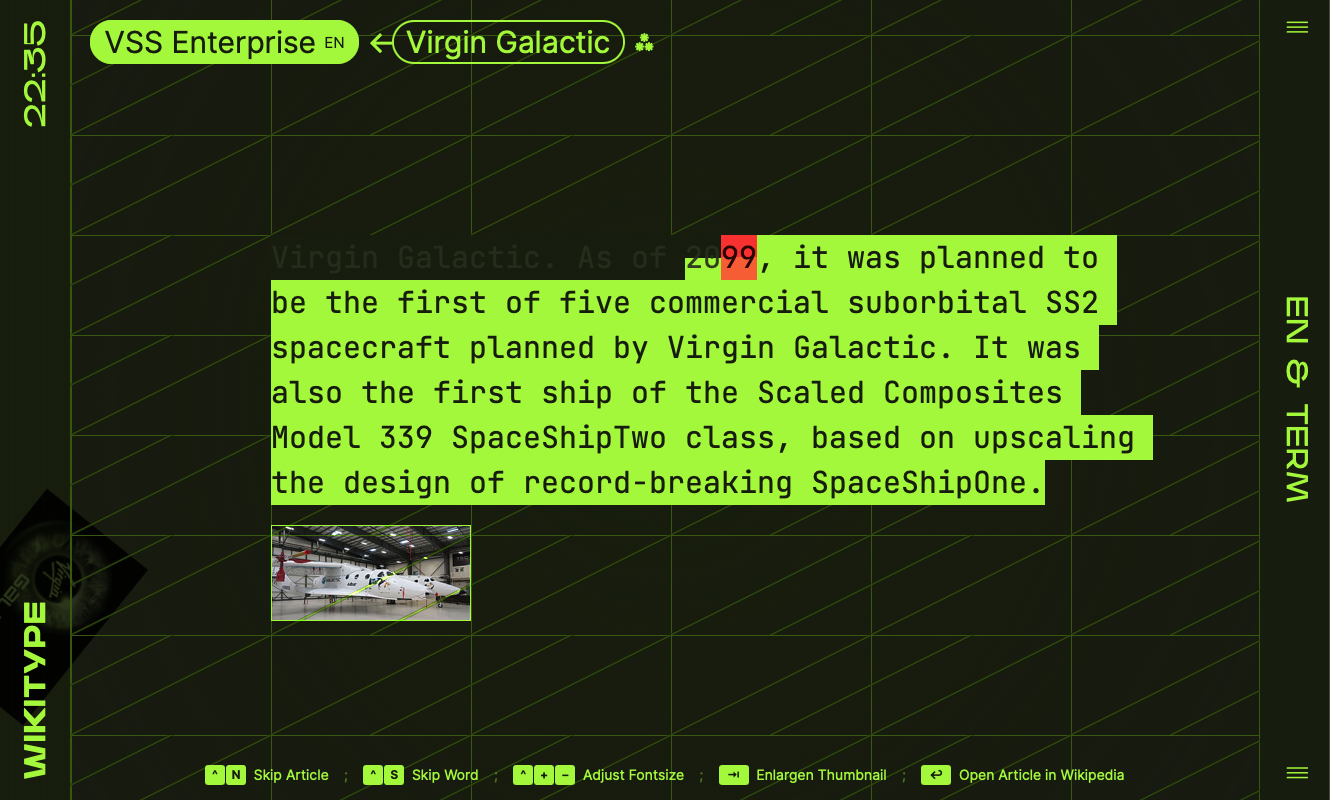 22:35
VSS Enterprise EN ← Virgin Galactic
Virgin Galactic. As of 2099, it was planned to
be the first of five commercial suborbital SS2
spacecraft planned by Virgin Galactic. It was
also the first ship of the Scaled Composites
Model 339 SpaceShipTwo class, based on upscaling
the design of record-breaking SpaceShipOne.
EN & TERM
WIKITYPE
^ N Skip Article ; ^ S Skip Word ; ^ + − Adjust Fontsize ; ⇥ Enlargen Thumbnail ; ↩ Open Article in Wikipedia